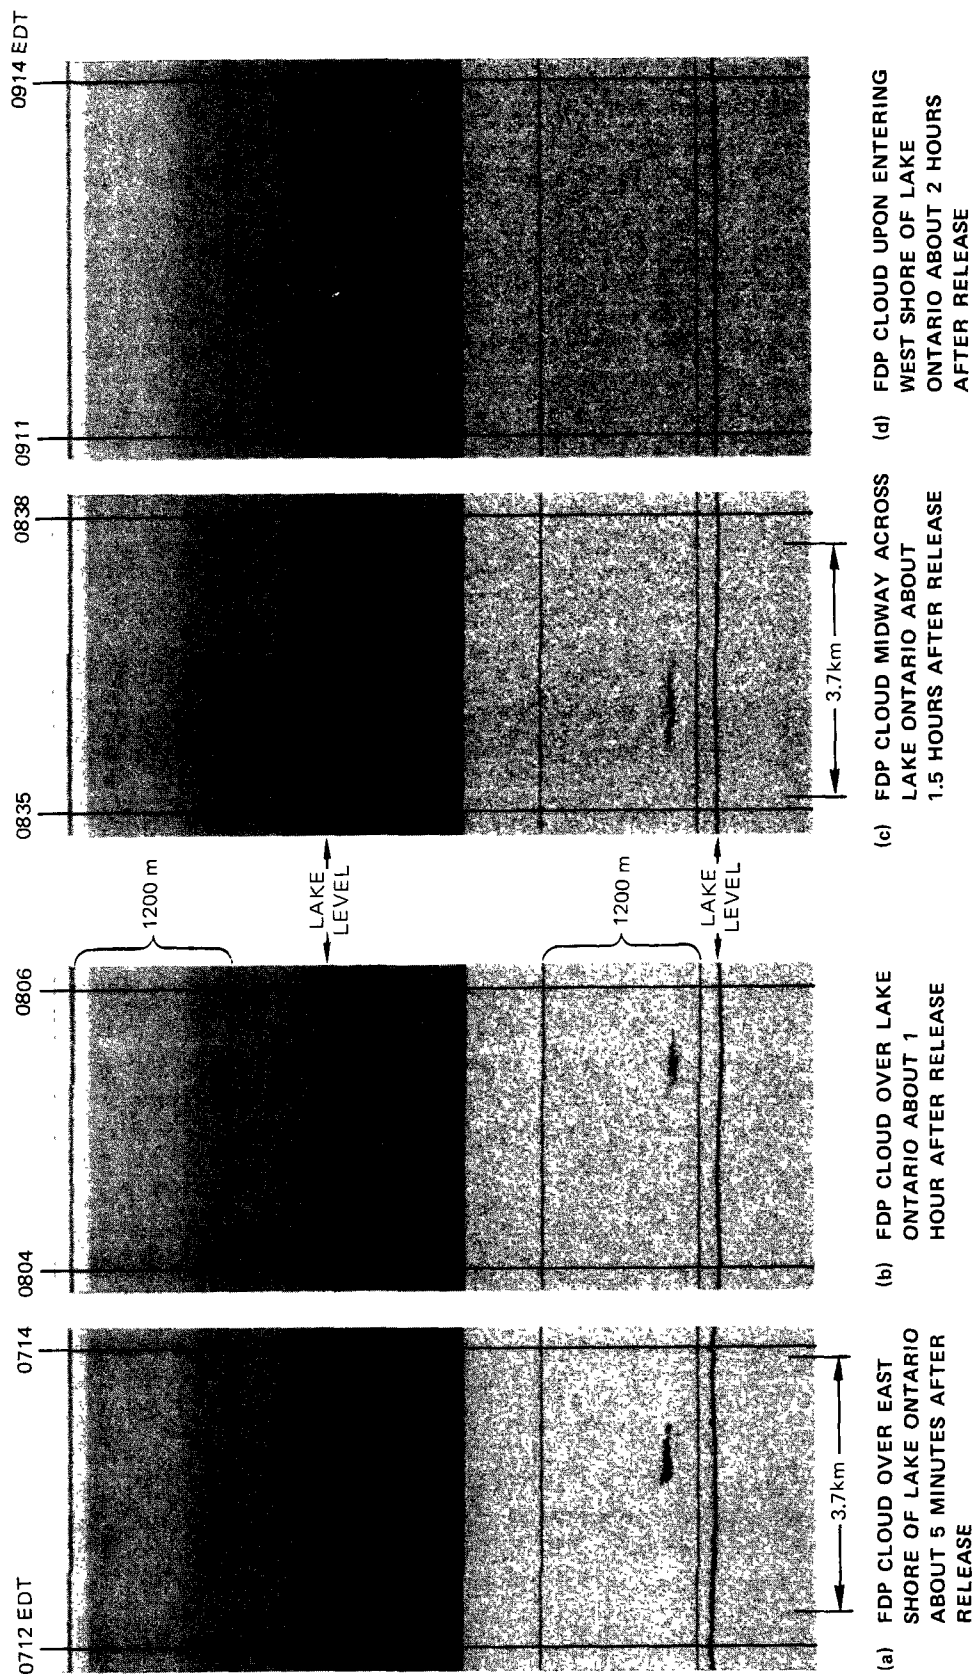 0712 EDT
0714
0804
0806
0835
0838
0911
0914 EDT
1200 m
LAKE
LEVEL
1200 m
LAKE
LEVEL
3.7km
3.7km
(a) FDP CLOUD OVER EAST
SHORE OF LAKE ONTARIO
ABOUT 5 MINUTES AFTER
RELEASE
(b) FDP CLOUD OVER LAKE
ONTARIO ABOUT 1
HOUR AFTER RELEASE
(c) FDP CLOUD MIDWAY ACROSS
LAKE ONTARIO ABOUT
1.5 HOURS AFTER RELEASE
(d) FDP CLOUD UPON ENTERING
WEST SHORE OF LAKE
ONTARIO ABOUT 2 HOURS
AFTER RELEASE